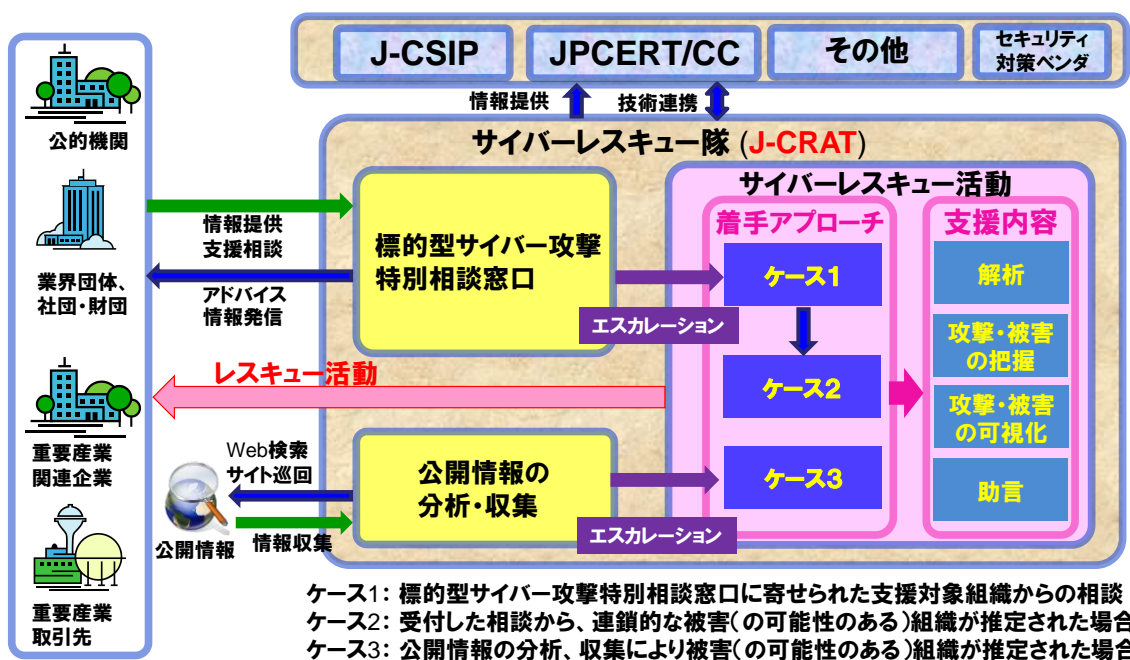 J-CSIP
JPCERT/CC
その他
セキュリティ
対策ベンダ
情報提供
技術連携
公的機関
業界団体、
社団・財団
重要産業
関連企業
重要産業
取引先
サイバーレスキュー隊 (J-CRAT)
情報提供
支援相談
アドバイス
情報発信
標的型サイバー攻撃
特別相談窓口
エスカレーション
サイバーレスキュー活動
着手アプローチ
ケース1
ケース2
ケース3
支援内容
解析
攻撃・被害
の把握
攻撃・被害
の可視化
助言
レスキュー活動
Web検索
サイト巡回
公開情報
情報収集
公開情報の
分析・収集
エスカレーション
ケース1: 標的型サイバー攻撃特別相談窓口に寄せられた支援対象組織からの相談
ケース2: 受付した相談から、連鎖的な被害(の可能性のある)組織が推定された場合
ケース3: 公開情報の分析、収集により被害(の可能性のある)組織が推定された場合